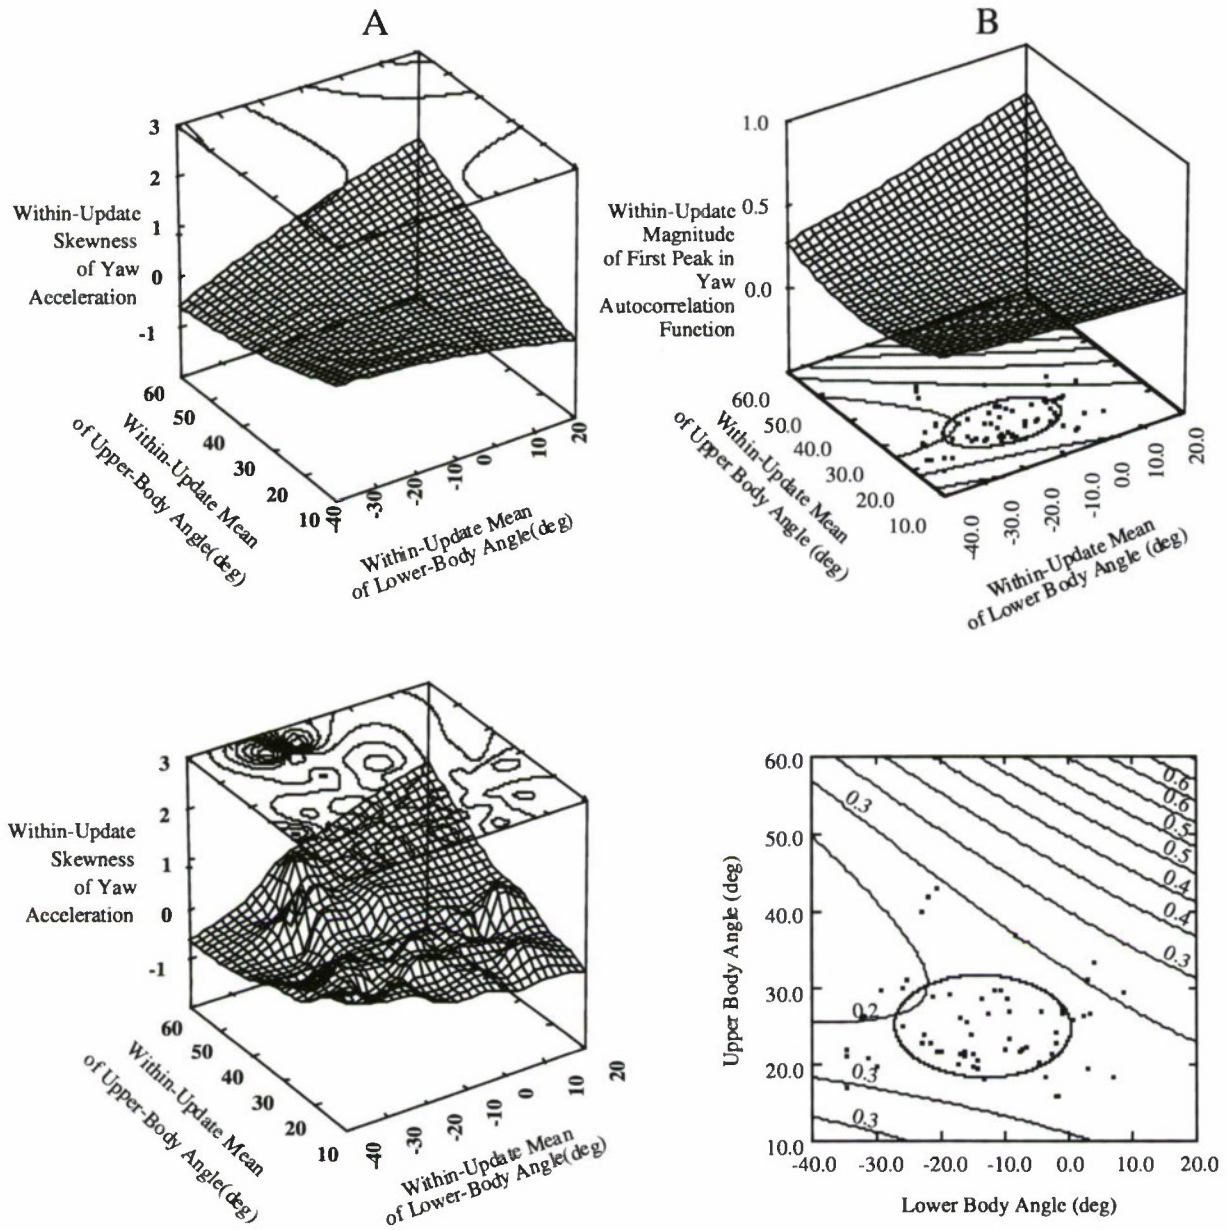 A
3
2
1
0
-1
Within-Update
Skewness
of Yaw
Acceleration
60
50
40
30
20
10
Within-Update Mean
of Upper-Body Angle(deg)
-40
-30
-20
-10
0
10
20
Within-Update Mean
of Lower-Body Angle(deg)
B
1.0
0.5
0.0
Within-Update
Magnitude
of First Peak in
Yaw
Autocorrelation
Function
60.0
50.0
40.0
30.0
20.0
10.0
Within-Update Mean
of Upper Body Angle (deg)
-40.0
-30.0
-20.0
-10.0
0.0
10.0
20.0
Within-Update Mean
of Lower Body Angle (deg)
3
2
1
0
-1
Within-Update
Skewness
of Yaw
Acceleration
60
50
40
30
20
10
Within-Update Mean
of Upper-Body Angle(deg)
-40
-30
-20
-10
0
10
20
Within-Update Mean
of Lower-Body Angle(deg)
60.0
50.0
40.0
30.0
20.0
10.0
Upper Body Angle (deg)
0.3
0.6
0.6
0.5
0.5
0.4
0.4
0.3
0.2
0.3
0.3
-40.0 -30.0 -20.0 -10.0 0.0 10.0 20.0
Lower Body Angle (deg)